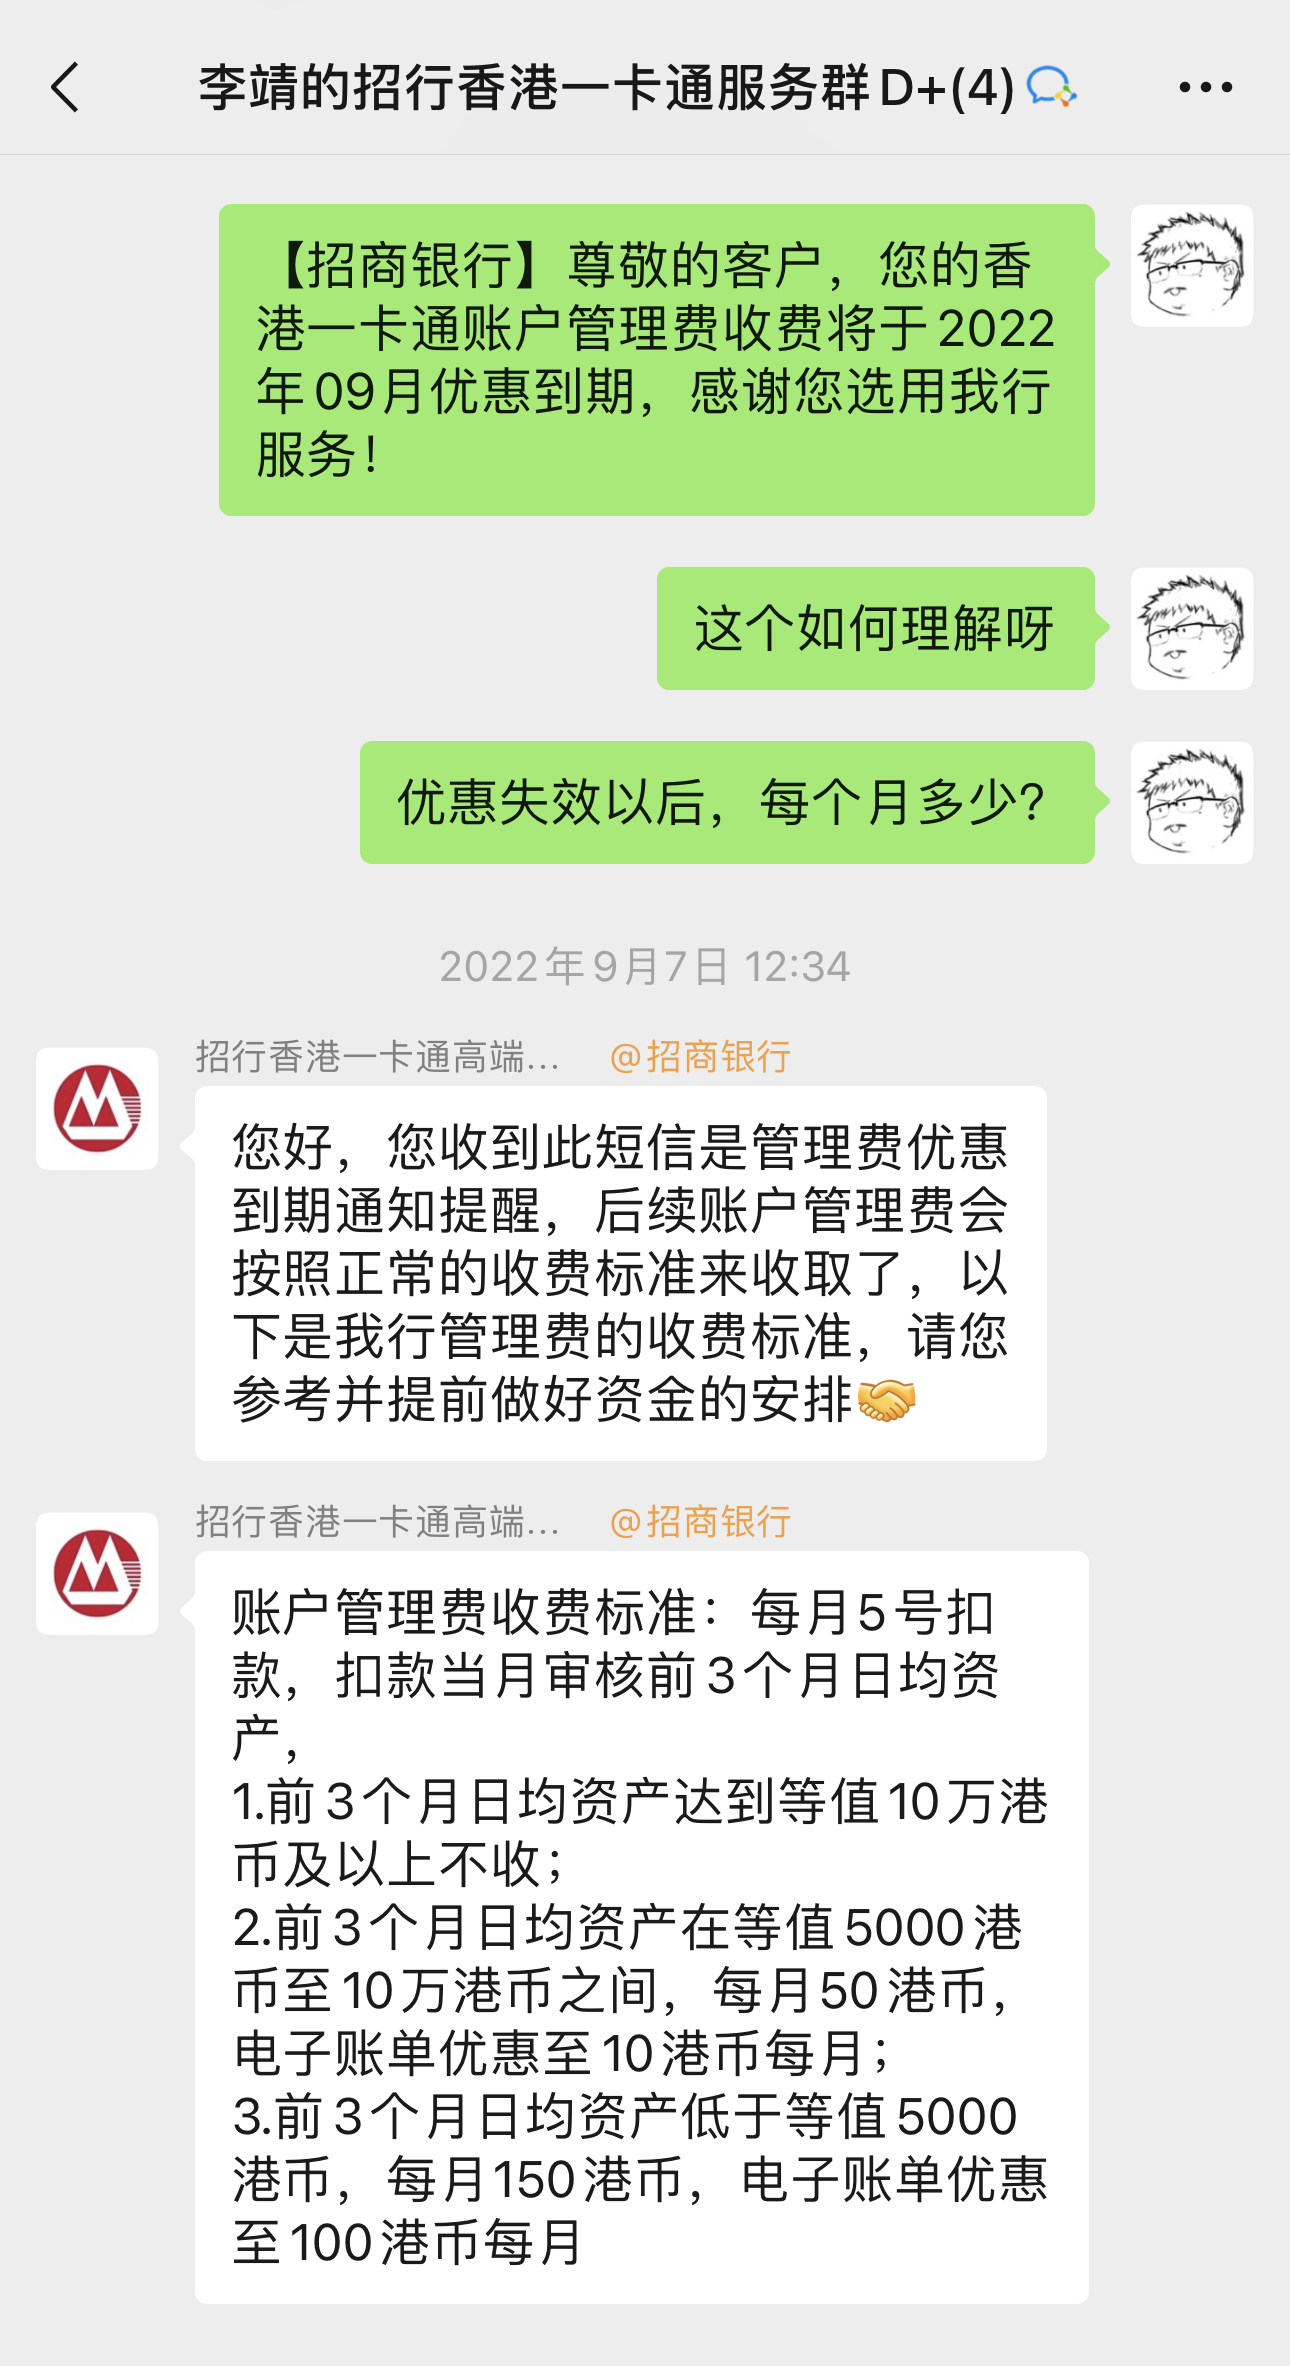 李靖的招行香港一卡通服务群D+(4)
【招商银行】尊敬的客户，您的香
港一卡通账户管理费收费将于2022
年09月优惠到期，感谢您选用我行
服务！
这个如何理解呀
优惠失效以后，每个月多少?
2022年9月7日 12:34
招行香港一卡通高端... @招商银行
您好，您收到此短信是管理费优惠
到期通知提醒，后续账户管理费会
按照正常的收费标准来收取了，以
下是我行管理费的收费标准，请您
参考并提前做好资金的安排🤝
招行香港一卡通高端... @招商银行
账户管理费收费标准：每月5号扣
款，扣款当月审核前3个月日均资
产，
1.前3个月日均资产达到等值10万港
币及以上不收；
2.前3个月日均资产在等值5000港
币至10万港币之间，每月50港币，
电子账单优惠至10港币每月；
3.前3个月日均资产低于等值5000
港币，每月150港币，电子账单优惠
至100港币每月